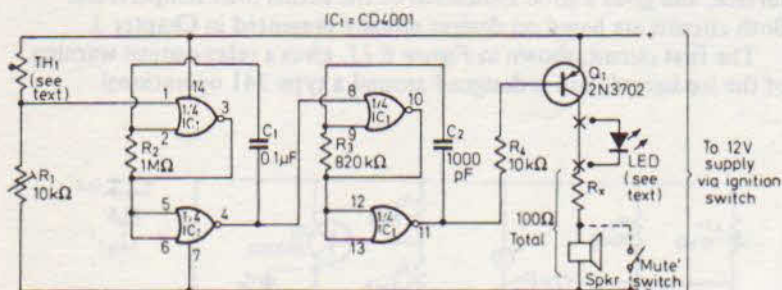 IC₁ = CD4001
TH₁
(see
text)
R₁
10kΩ
1
14
2
3
1/4
IC₁
R₂
1MΩ
5
6
4
7
1/4
IC₁
C₁
0.1µF
8
9
10
1/4
IC₁
R₃
820kΩ
12
13
11
1/4
IC₁
C₂
1000
pF
R₄
10kΩ
Q₁
2N3702
LED
(see
text)
Rₓ
100Ω
Total
Spkr
'Mute'
switch
To 12V
supply
via ignition
switch